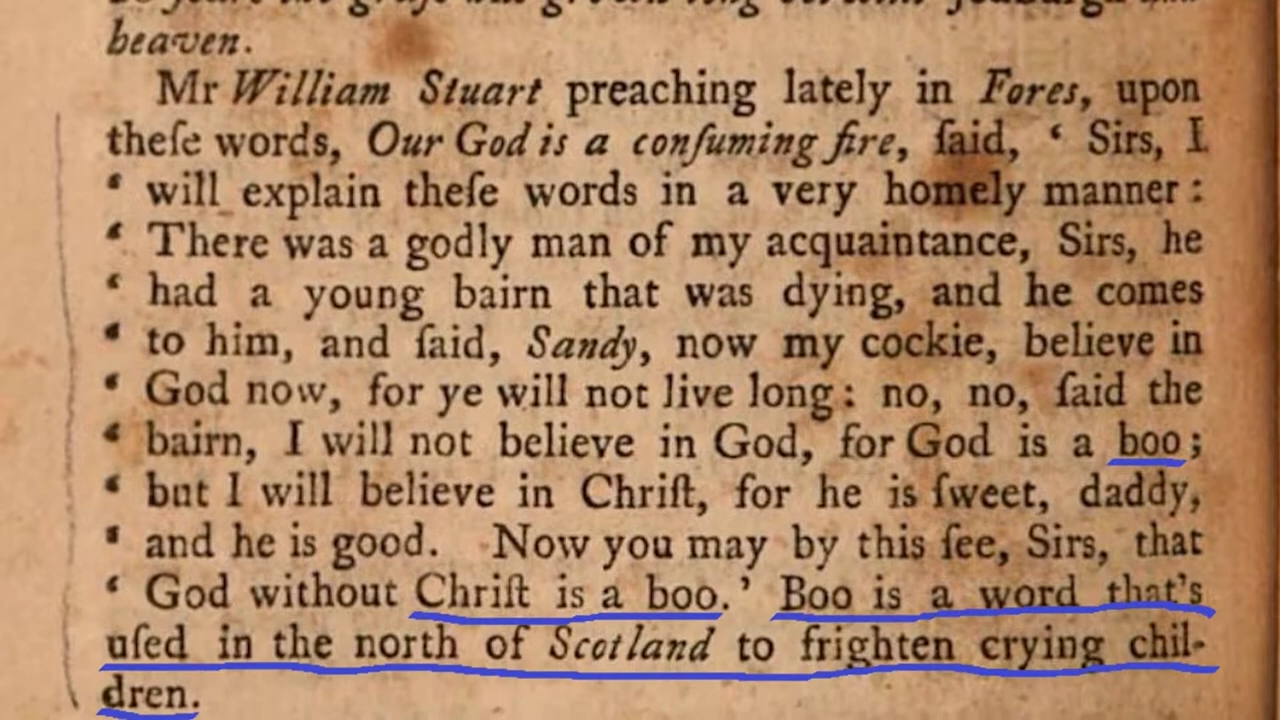 beaven.
Mr William Stuart preaching lately in Fores, upon
theſe words, Our God is a conſuming fire, ſaid, ‘ Sirs, I
‘ will explain theſe words in a very homely manner :
‘ There was a godly man of my acquaintance, Sirs, he
‘ had a young bairn that was dying, and he comes
‘ to him, and ſaid, Sandy, now my cockie, believe in
‘ God now, for ye will not live long : no, no, ſaid the
‘ bairn, I will not believe in God, for God is a boo ;
‘ but I will believe in Chriſt, for he is ſweet, daddy,
‘ and he is good. Now you may by this ſee, Sirs, that
‘ God without Chriſt is a boo.’ Boo is a word that's
uſed in the north of Scotland to frighten crying chil-
dren.